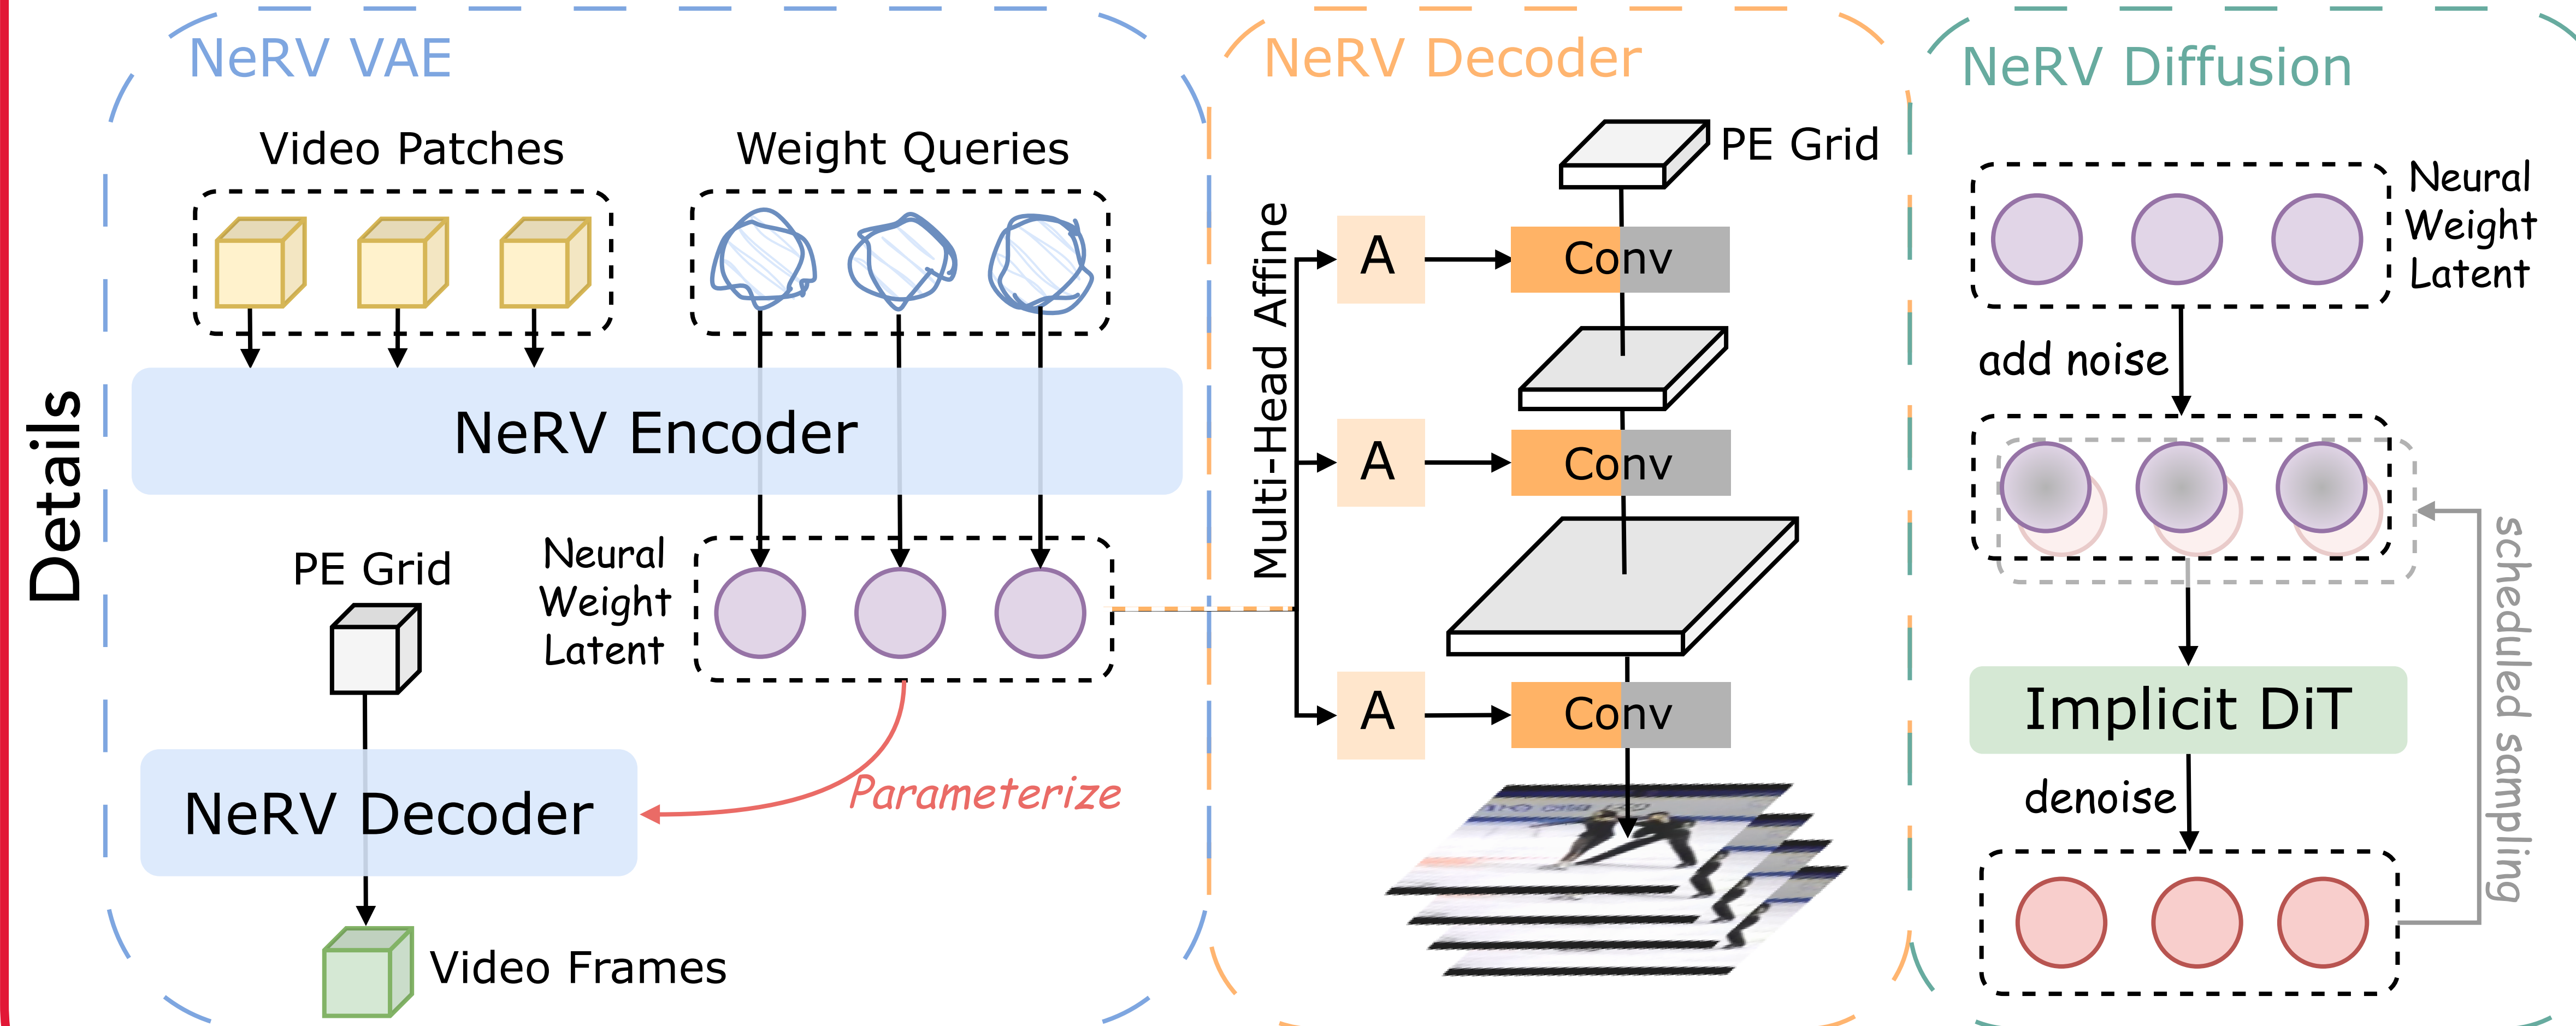 Details
NeRV VAE
Video Patches
Weight Queries
NeRV Encoder
PE Grid
Neural
Weight
Latent
NeRV Decoder
Parameterize
Video Frames
NeRV Decoder
PE Grid
Multi-Head Affine
A
Conv
A
Conv
A
Conv
NeRV Diffusion
Neural
Weight
Latent
add noise
Implicit DiT
denoise
scheduled sampling